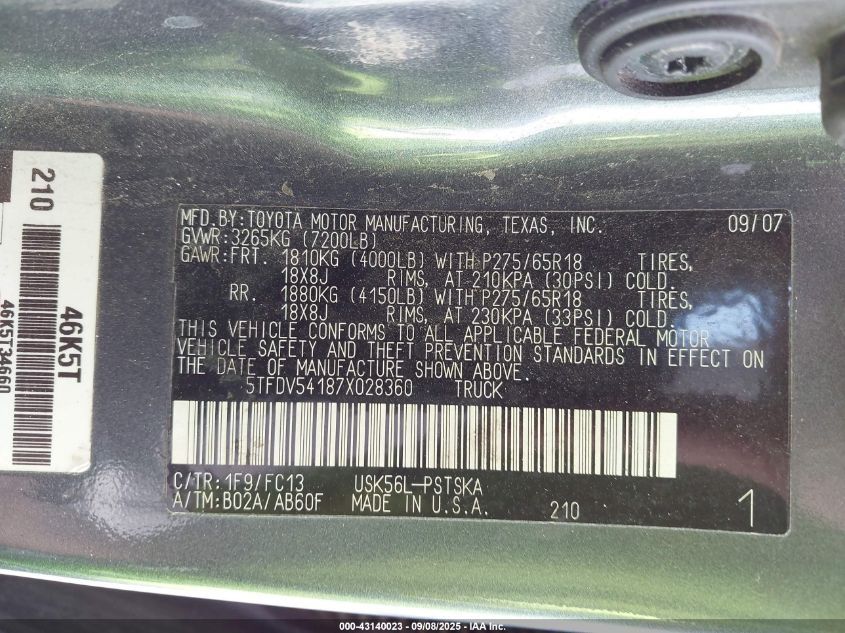 MFD.BY:TOYOTA MOTOR MANUFACTURING, TEXAS, INC. 09/07
GVWR:3265KG (7200LB)
GAWR:FRT. 1810KG (4000LB) WITH P275/65R18 TIRES,
18X8J RIMS, AT 210KPA (30PSI) COLD.
RR. 1880KG (4150LB) WITH P275/65R18 TIRES,
18X8J RIMS, AT 230KPA (33PSI) COLD.
THIS VEHICLE CONFORMS TO ALL APPLICABLE FEDERAL MOTOR
VEHICLE SAFETY AND THEFT PREVENTION STANDARDS IN EFFECT ON
THE DATE OF MANUFACTURE SHOWN ABOVE.
5TFDV54187X028360 TRUCK
C/TR:1F9/FC13 USK56L-PSTSKA
A/TM:B02A/AB60F MADE IN U.S.A. 210 1
210
46K5T
46K5T34660
000-43140023 - 09/08/2025 - IAA Inc.